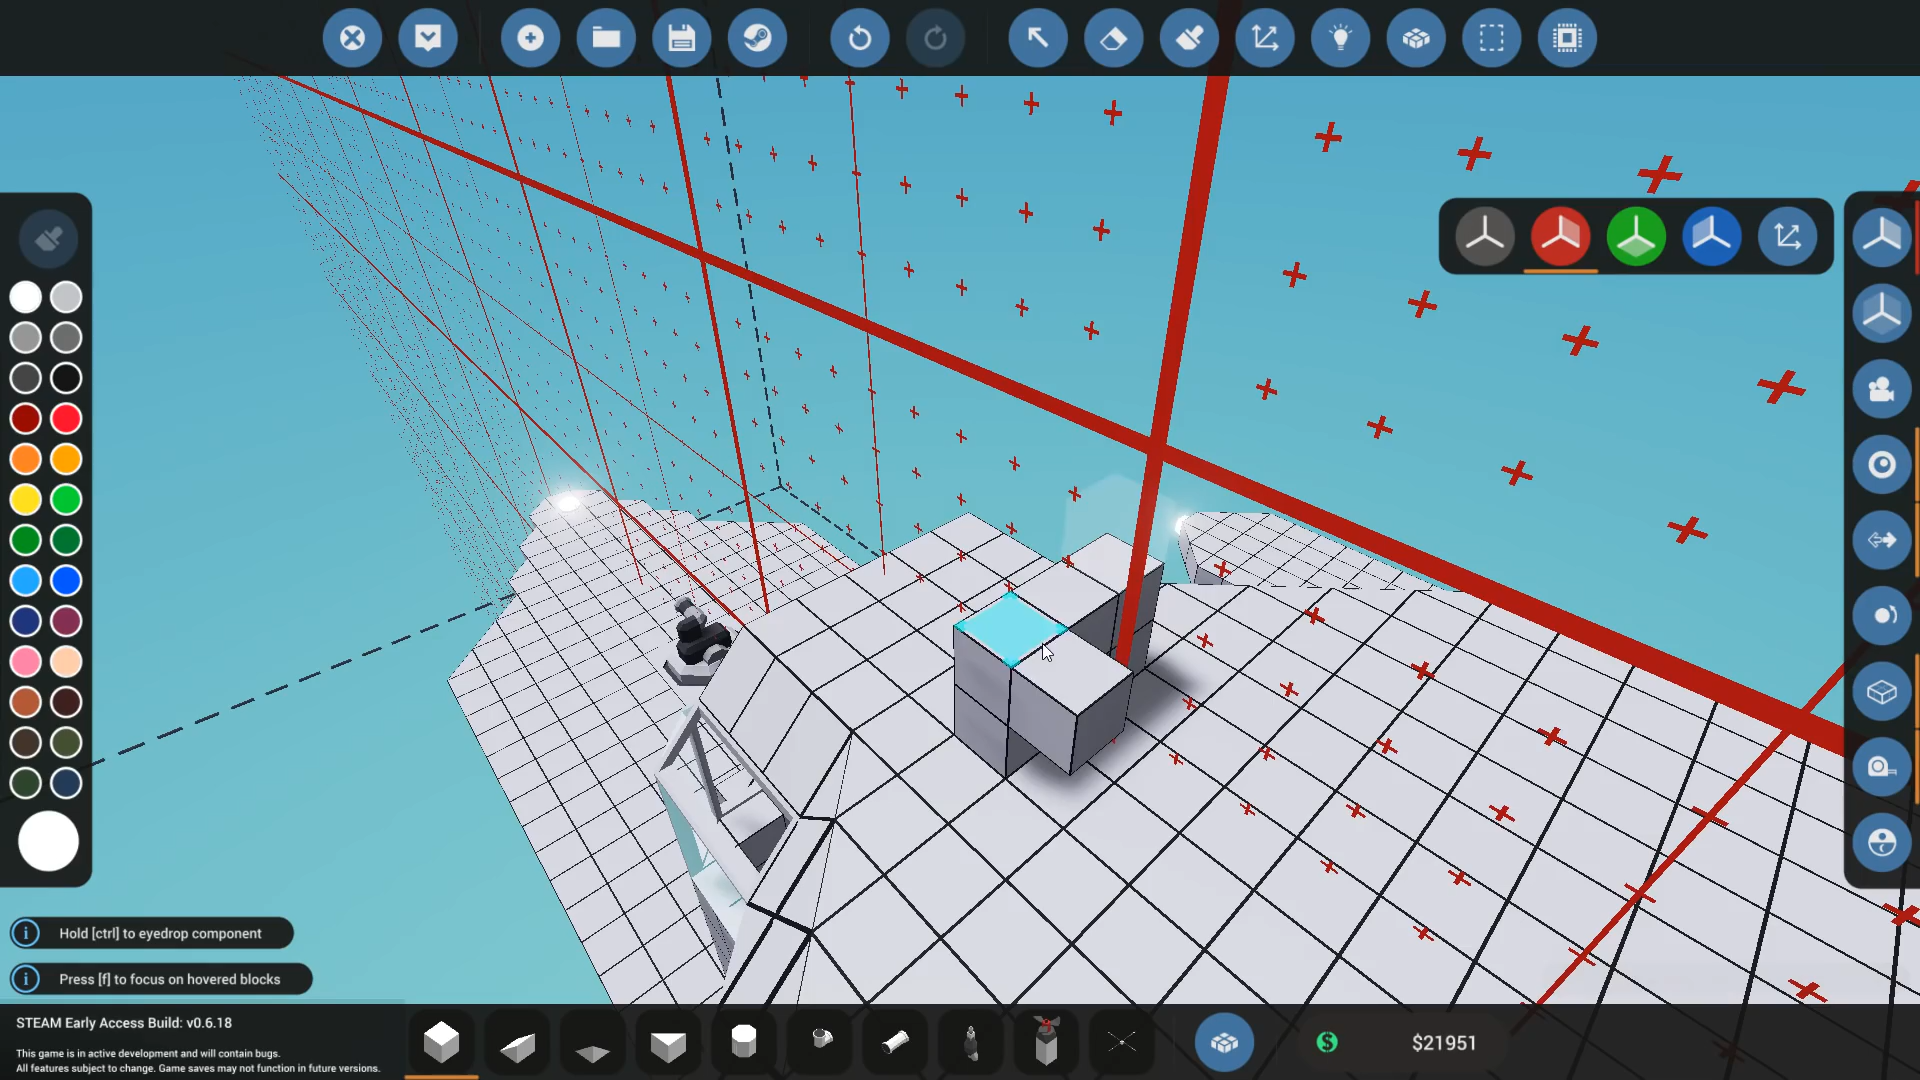 Hold [ctrl] to eyedrop component
Press [f] to focus on hovered blocks
STEAM Early Access Build: v0.6.18
This game is in active development and will contain bugs.
All features subject to change. Game saves may not function in future versions.
$21951